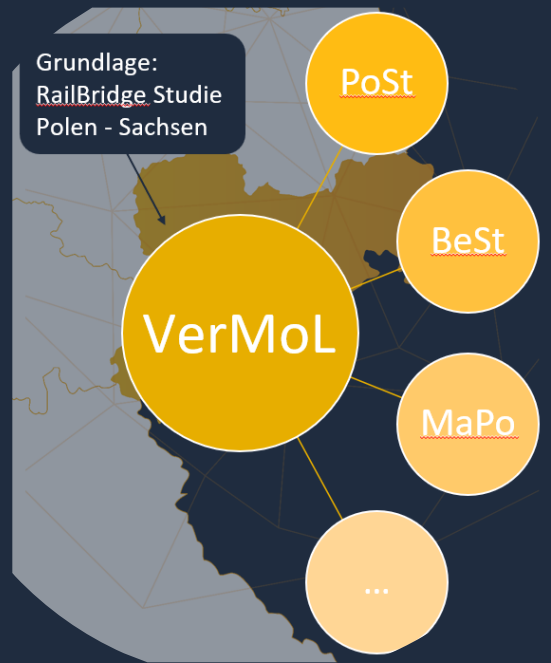 Grundlage:
RailBridge Studie
Polen - Sachsen
PoSt
BeSt
VerMoL
MaPo
...